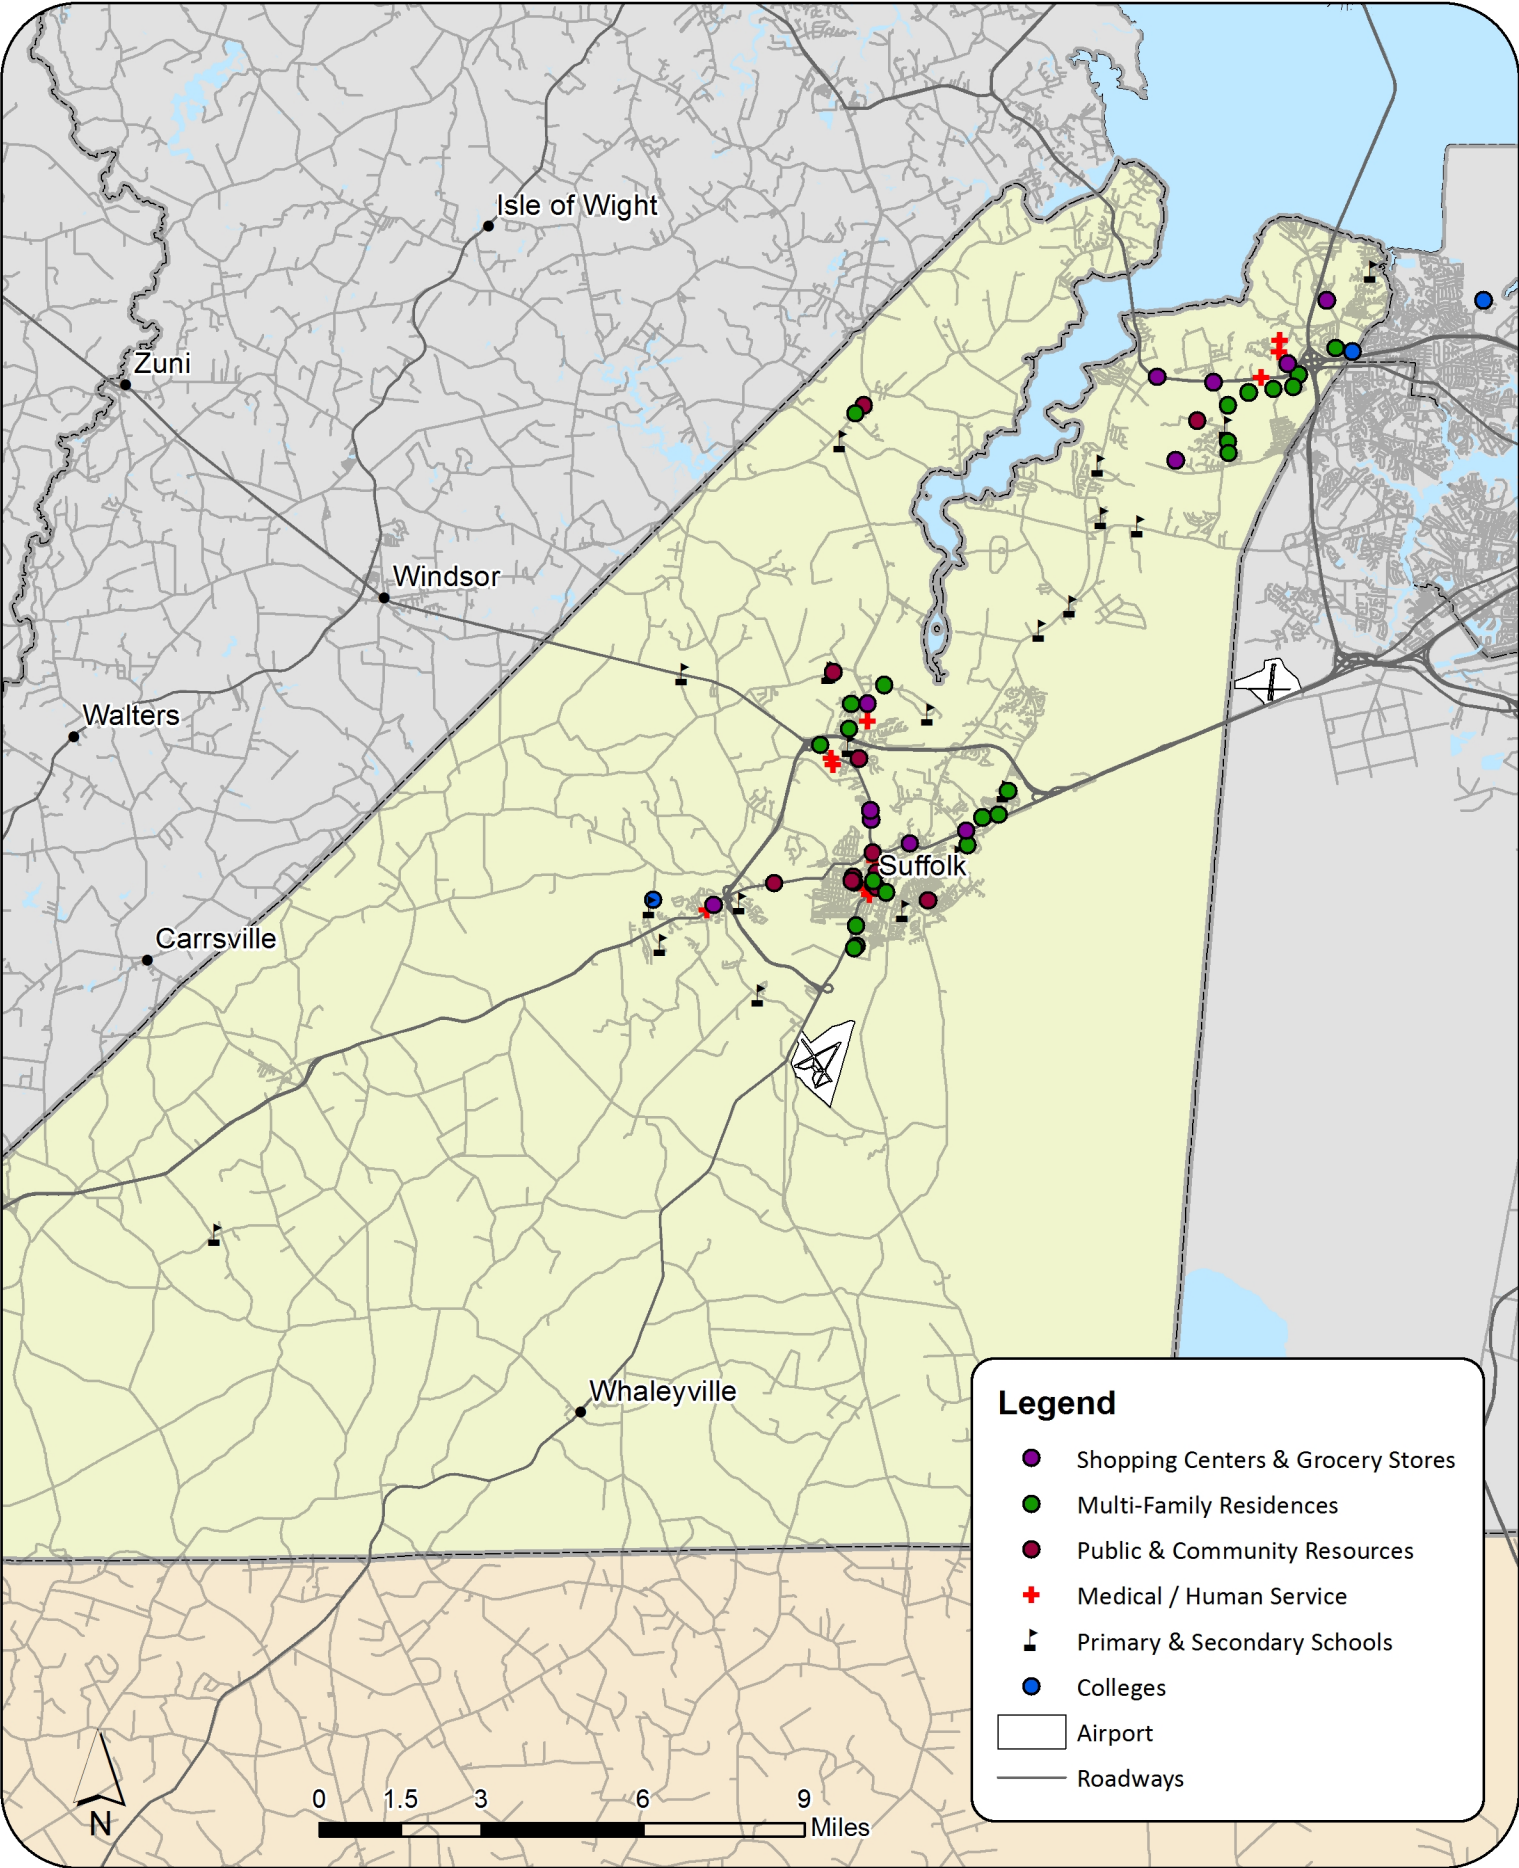 Isle of Wight
Zuni
Windsor
Walters
Suffolk
Carrsville
Whaleyville
Legend
Shopping Centers & Grocery Stores
Multi-Family Residences
Public & Community Resources
Medical / Human Service
Primary & Secondary Schools
Colleges
Airport
Roadways
N
0 1.5 3 6 9
Miles